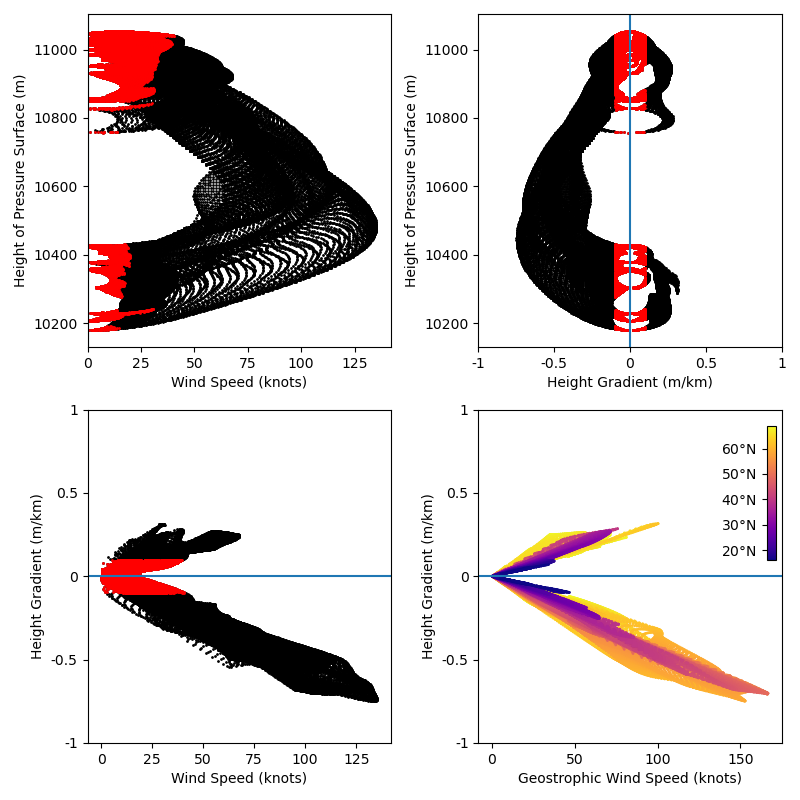 11000
10800
10600
10400
10200
Height of Pressure Surface (m)
0 25 50 75 100 125
Wind Speed (knots)
11000
10800
10600
10400
10200
Height of Pressure Surface (m)
-1 -0.5 0 0.5 1
Height Gradient (m/km)
1
0.5
0
-0.5
-1
Height Gradient (m/km)
0 25 50 75 100 125
Wind Speed (knots)
1
0.5
0
-0.5
-1
Height Gradient (m/km)
60°N
50°N
40°N
30°N
20°N
0 50 100 150
Geostrophic Wind Speed (knots)